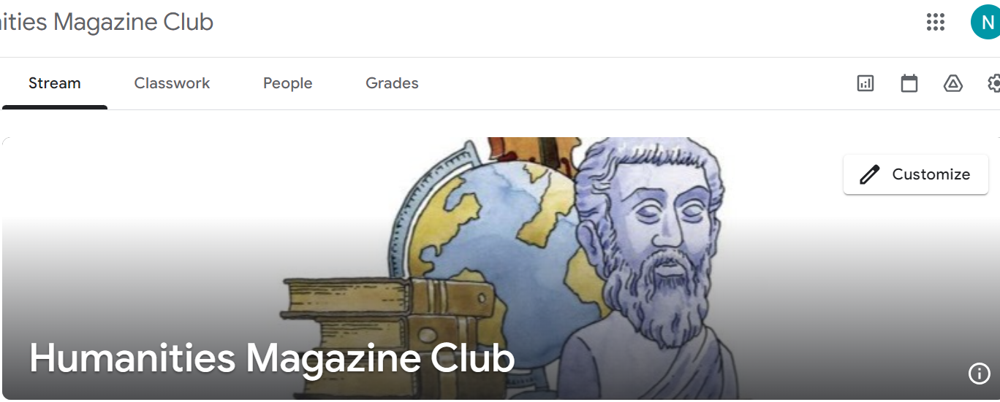 ities Magazine Club
N
Stream Classwork People Grades
Customize
Humanities Magazine Club